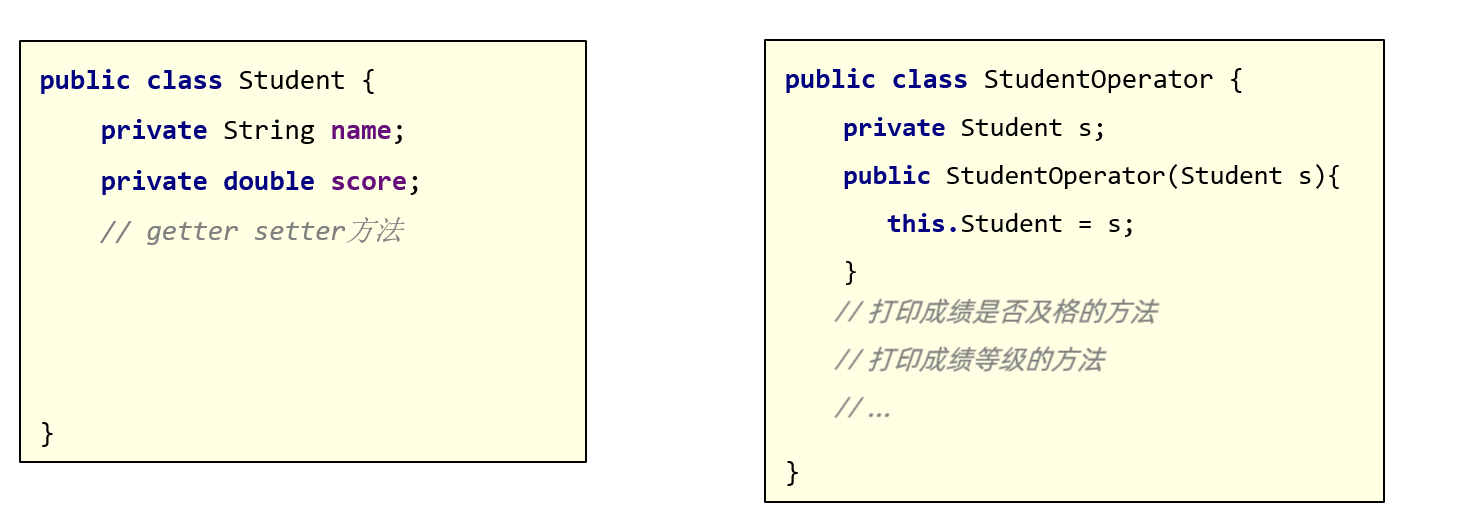 public class Student {
private String name;
private double score;
// getter setter方法
}
public class StudentOperator {
private Student s;
public StudentOperator(Student s){
this.Student = s;
}
// 打印成绩是否及格的方法
// 打印成绩等级的方法
// ...
}